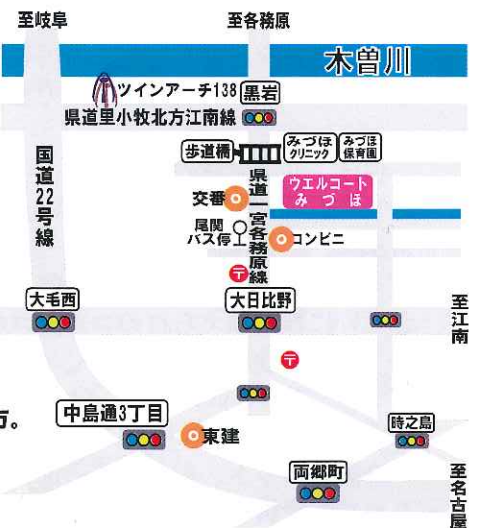 至岐阜
至各務原
木曽川
ツインアーチ138
黒岩
県道里小牧北方江南線
国道22号線
歩道橋
みづほ
クリニック
みづほ
保育園
県道一宮各務原線
ウエルコート
みづほ
交番
尾関
バス停
コンビニ
〒
大毛西
大日比野
至江南
〒
方。
中島通3丁目
東建
時之島
両郷町
至名古屋